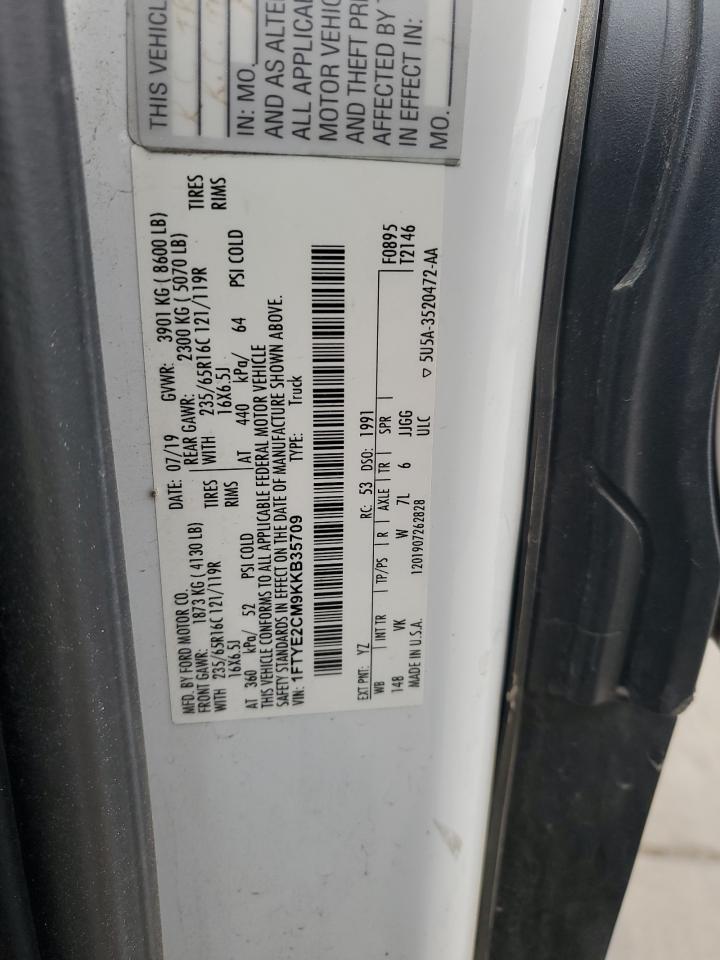 THIS VEHICL
IN: MO.
AND AS ALTE
ALL APPLICA
MOTOR VEHIC
AND THEFT PR
AFFECTED BY T
IN EFFECT IN:
MO.
MFD. BY FORD MOTOR CO. DATE: 07/19 GVWR: 3901 KG ( 8600 LB)
FRONT GAWR: 1873 KG ( 4130 LB) REAR GAWR: 2300 KG ( 5070 LB)
WITH 235/65R16C 121/119R TIRES WITH 235/65R16C 121/119R TIRES
16X6.5J RIMS 16X6.5J RIMS
AT 360 kPa/ 52 PSI COLD AT 440 kPa/ 64 PSI COLD
THIS VEHICLE CONFORMS TO ALL APPLICABLE FEDERAL MOTOR VEHICLE
SAFETY STANDARDS IN EFFECT ON THE DATE OF MANUFACTURE SHOWN ABOVE.
VIN: 1FTYE2CM9KKB35709 TYPE: Truck
EXT PNT: YZ RC: 53 DSO: 1991 F0895
WB INT TR TP/PS R AXLE TR SPR T2146
148 VK W 7L 6 JJGG
MADE IN U.S.A. 1201907262828 ULC
▽ 5U5A-3520472-AA